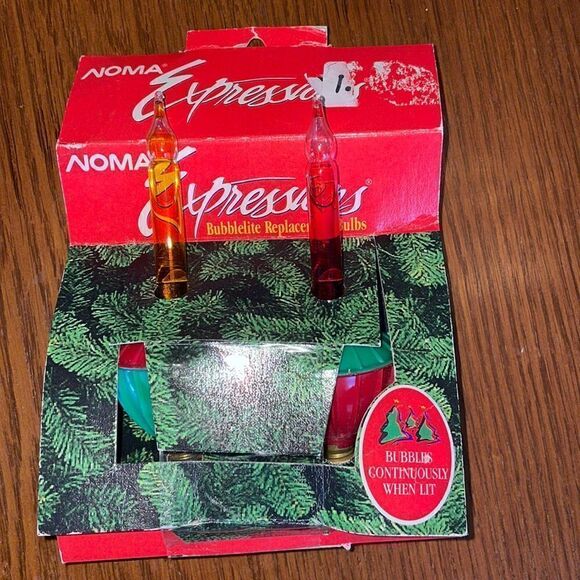 NOMA®
Expressions
1.
NOMA
Expressions®
Bubblelite Replacement Bulbs
BUBBLES
CONTINUOUSLY
WHEN LIT